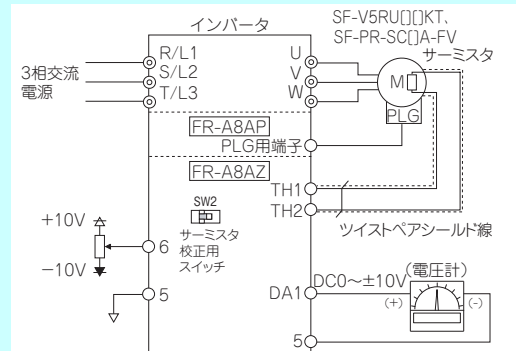 インバータ
SF-V5RU[][]KT、
SF-PR-SC[]A-FV
サーミスタ
3相交流
電源
R/L1
S/L2
T/L3
U
V
W
M
PLG
FR-A8AP
PLG用端子
FR-A8AZ
TH1
TH2
SW2
サーミスタ
校正用
スイッチ
ツイストペアシールド線
+10V
-10V
6
5
DA1
DC0～±10V
(電圧計)
(+)
(-)
5